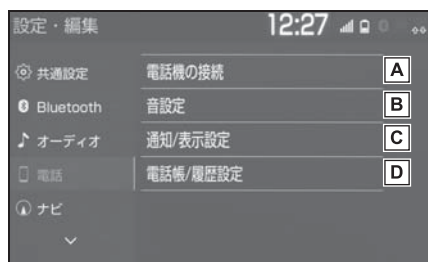 設定・編集 12:27
共通設定 電話機の接続 A
Bluetooth 音設定 B
オーディオ 通知/表示設定 C
電話 電話帳/履歴設定 D
ナビ